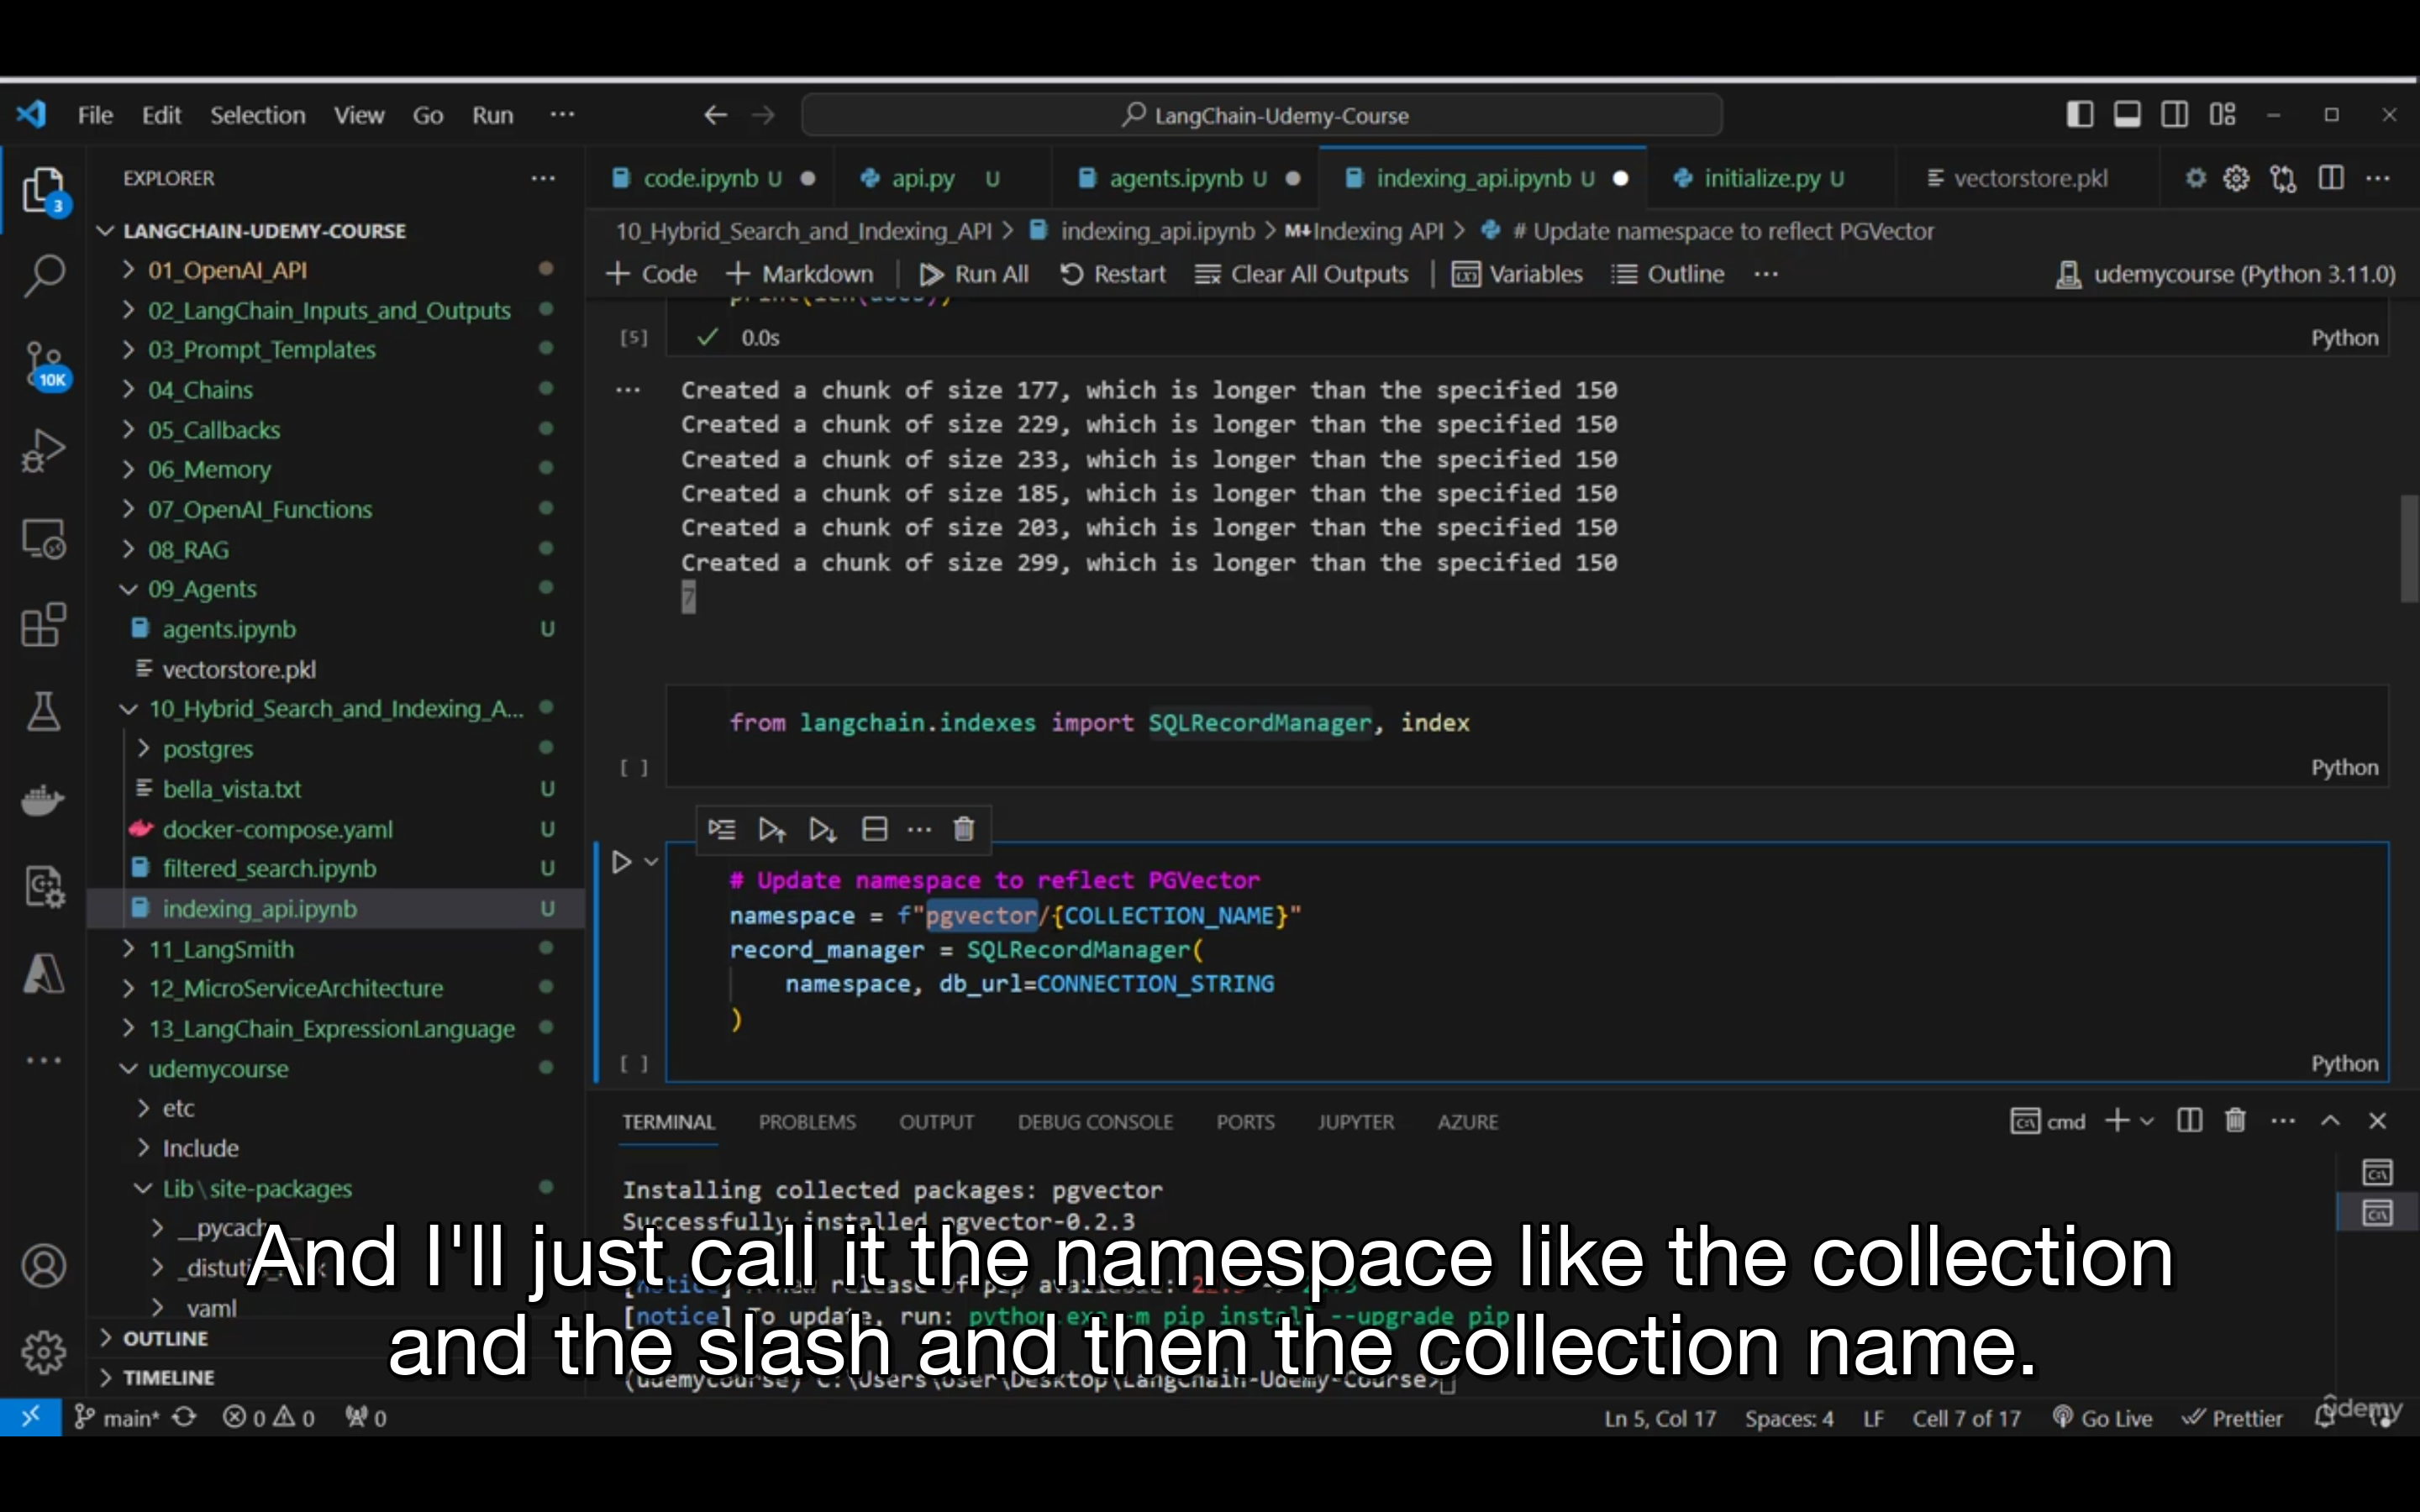 File Edit Selection View Go Run ··· LangChain-Udemy-Course
EXPLORER ···
3
10K
LANGCHAIN-UDEMY-COURSE
01_OpenAI_API
02_LangChain_Inputs_and_Outputs
03_Prompt_Templates
04_Chains
05_Callbacks
06_Memory
07_OpenAI_Functions
08_RAG
09_Agents
agents.ipynb U
vectorstore.pkl
10_Hybrid_Search_and_Indexing_A...
postgres
bella_vista.txt U
docker-compose.yaml U
filtered_search.ipynb U
indexing_api.ipynb U
11_LangSmith
12_MicroServiceArchitecture
13_LangChain_ExpressionLanguage
udemycourse
etc
Include
Lib\site-packages
yaml
OUTLINE
TIMELINE
code.ipynb U api.py U agents.ipynb U indexing_api.ipynb U initialize.py U vectorstore.pkl ···
10_Hybrid_Search_and_Indexing_API > indexing_api.ipynb > M↓Indexing API > # Update namespace to reflect PGVector
+ Code + Markdown Run All Restart Clear All Outputs Variables Outline ··· udemycourse (Python 3.11.0)
print(len(docs))
[5] ✓ 0.0s Python
··· Created a chunk of size 177, which is longer than the specified 150
Created a chunk of size 229, which is longer than the specified 150
Created a chunk of size 233, which is longer than the specified 150
Created a chunk of size 185, which is longer than the specified 150
Created a chunk of size 203, which is longer than the specified 150
Created a chunk of size 299, which is longer than the specified 150
7
from langchain.indexes import SQLRecordManager, index
[ ] Python
# Update namespace to reflect PGVector
namespace = f"pgvector/{COLLECTION_NAME}"
record_manager = SQLRecordManager(
namespace, db_url=CONNECTION_STRING
)
[ ] Python
TERMINAL PROBLEMS OUTPUT DEBUG CONSOLE PORTS JUPYTER AZURE cmd
Installing collected packages: pgvector
Successfully installed pgvector-0.2.3
[notice] To update, run: python.exe -m pip install --upgrade pip
(udemycourse) C:\Users\User\Desktop\LangChain-Udemy-Course>
And I'll just call it the namespace like the collection
and the slash and then the collection name.
main* 0 0 0 Ln 5, Col 17 Spaces: 4 LF Cell 7 of 17 Go Live Prettier
udemy